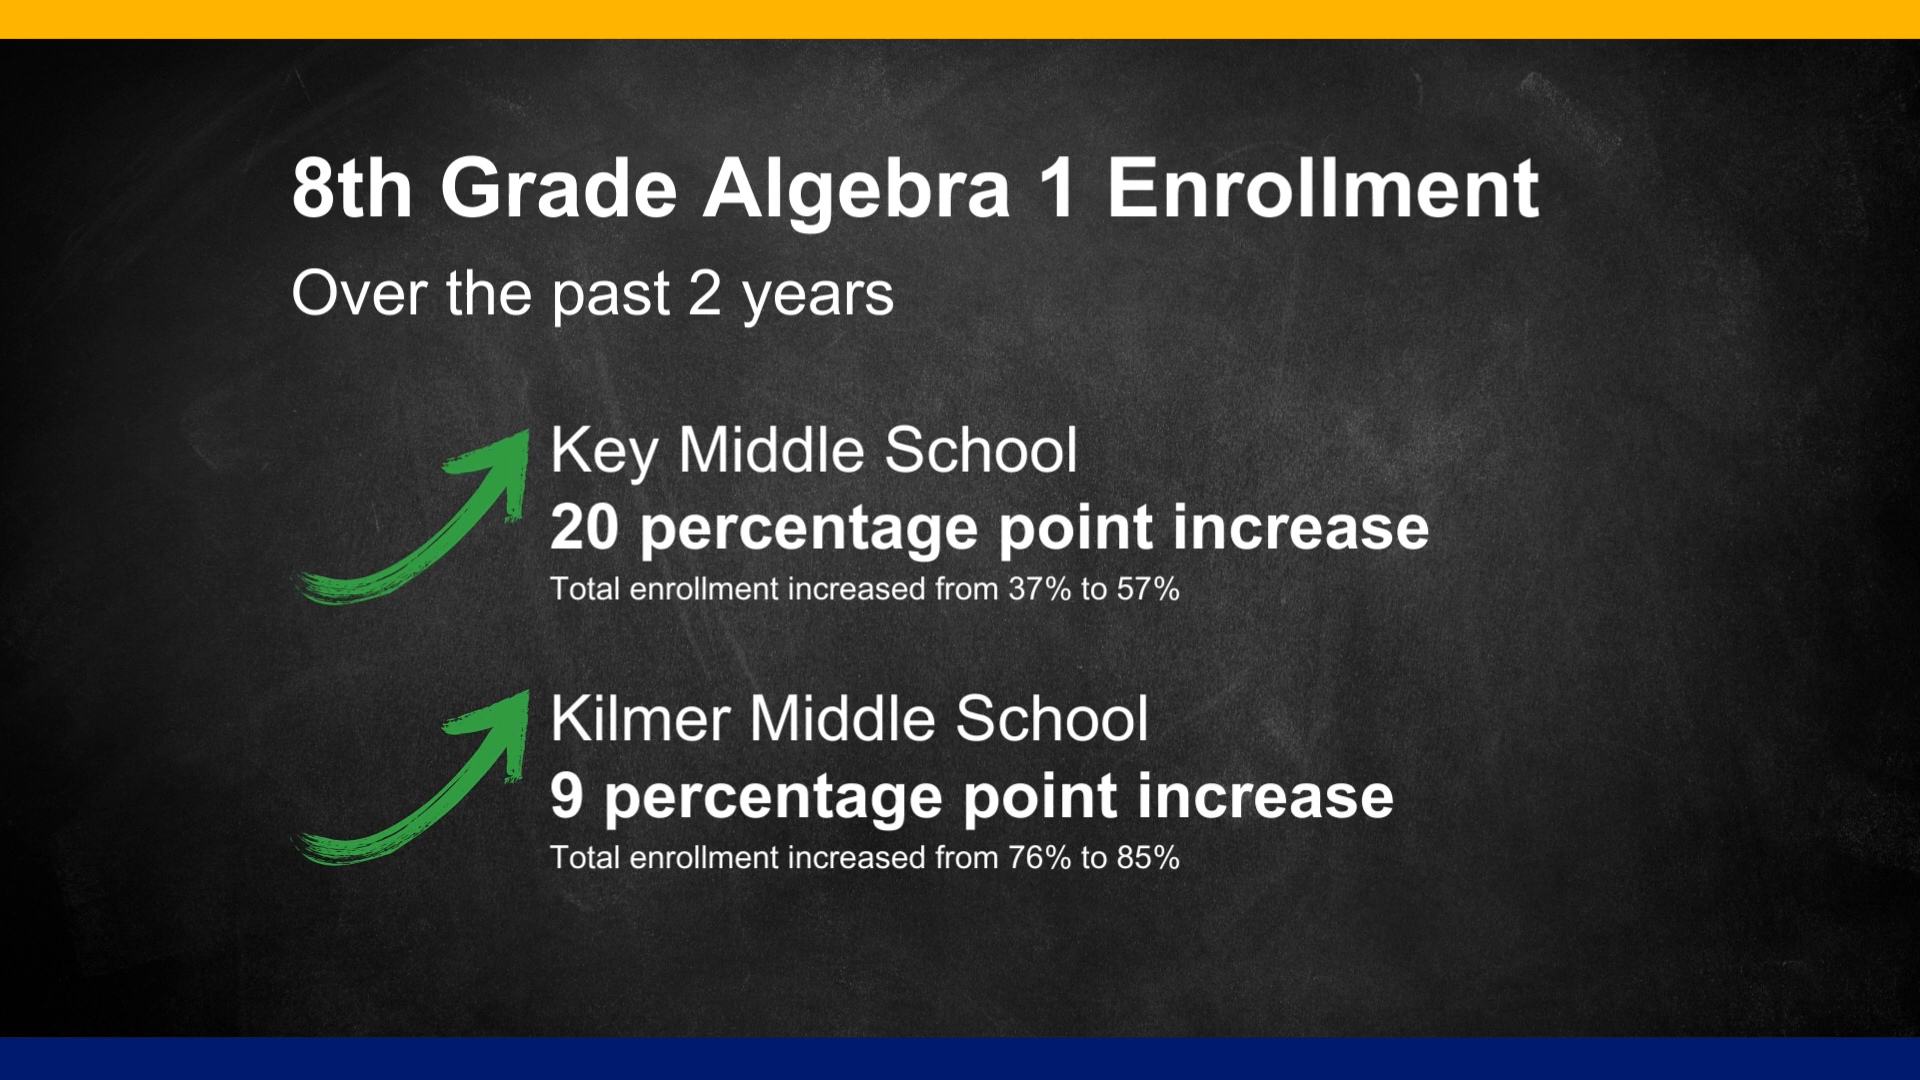 8th Grade Algebra 1 Enrollment
Over the past 2 years
Key Middle School
20 percentage point increase
Total enrollment increased from 37% to 57%
Kilmer Middle School
9 percentage point increase
Total enrollment increased from 76% to 85%